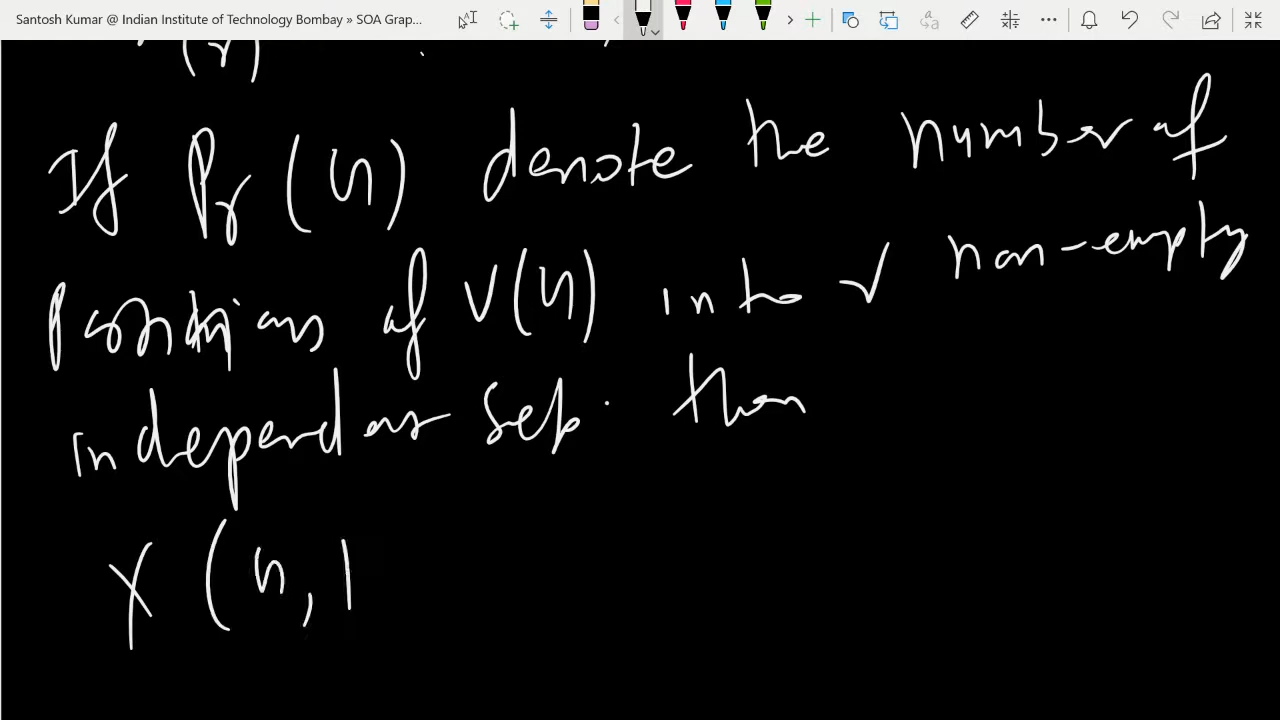 Santosh Kumar @ Indian Institute of Technology Bombay » SOA Grap...
(r)
If Pr (G) denote the number of
Partitions of V(G) into r non-empty
independent sets. then
χ (G, |